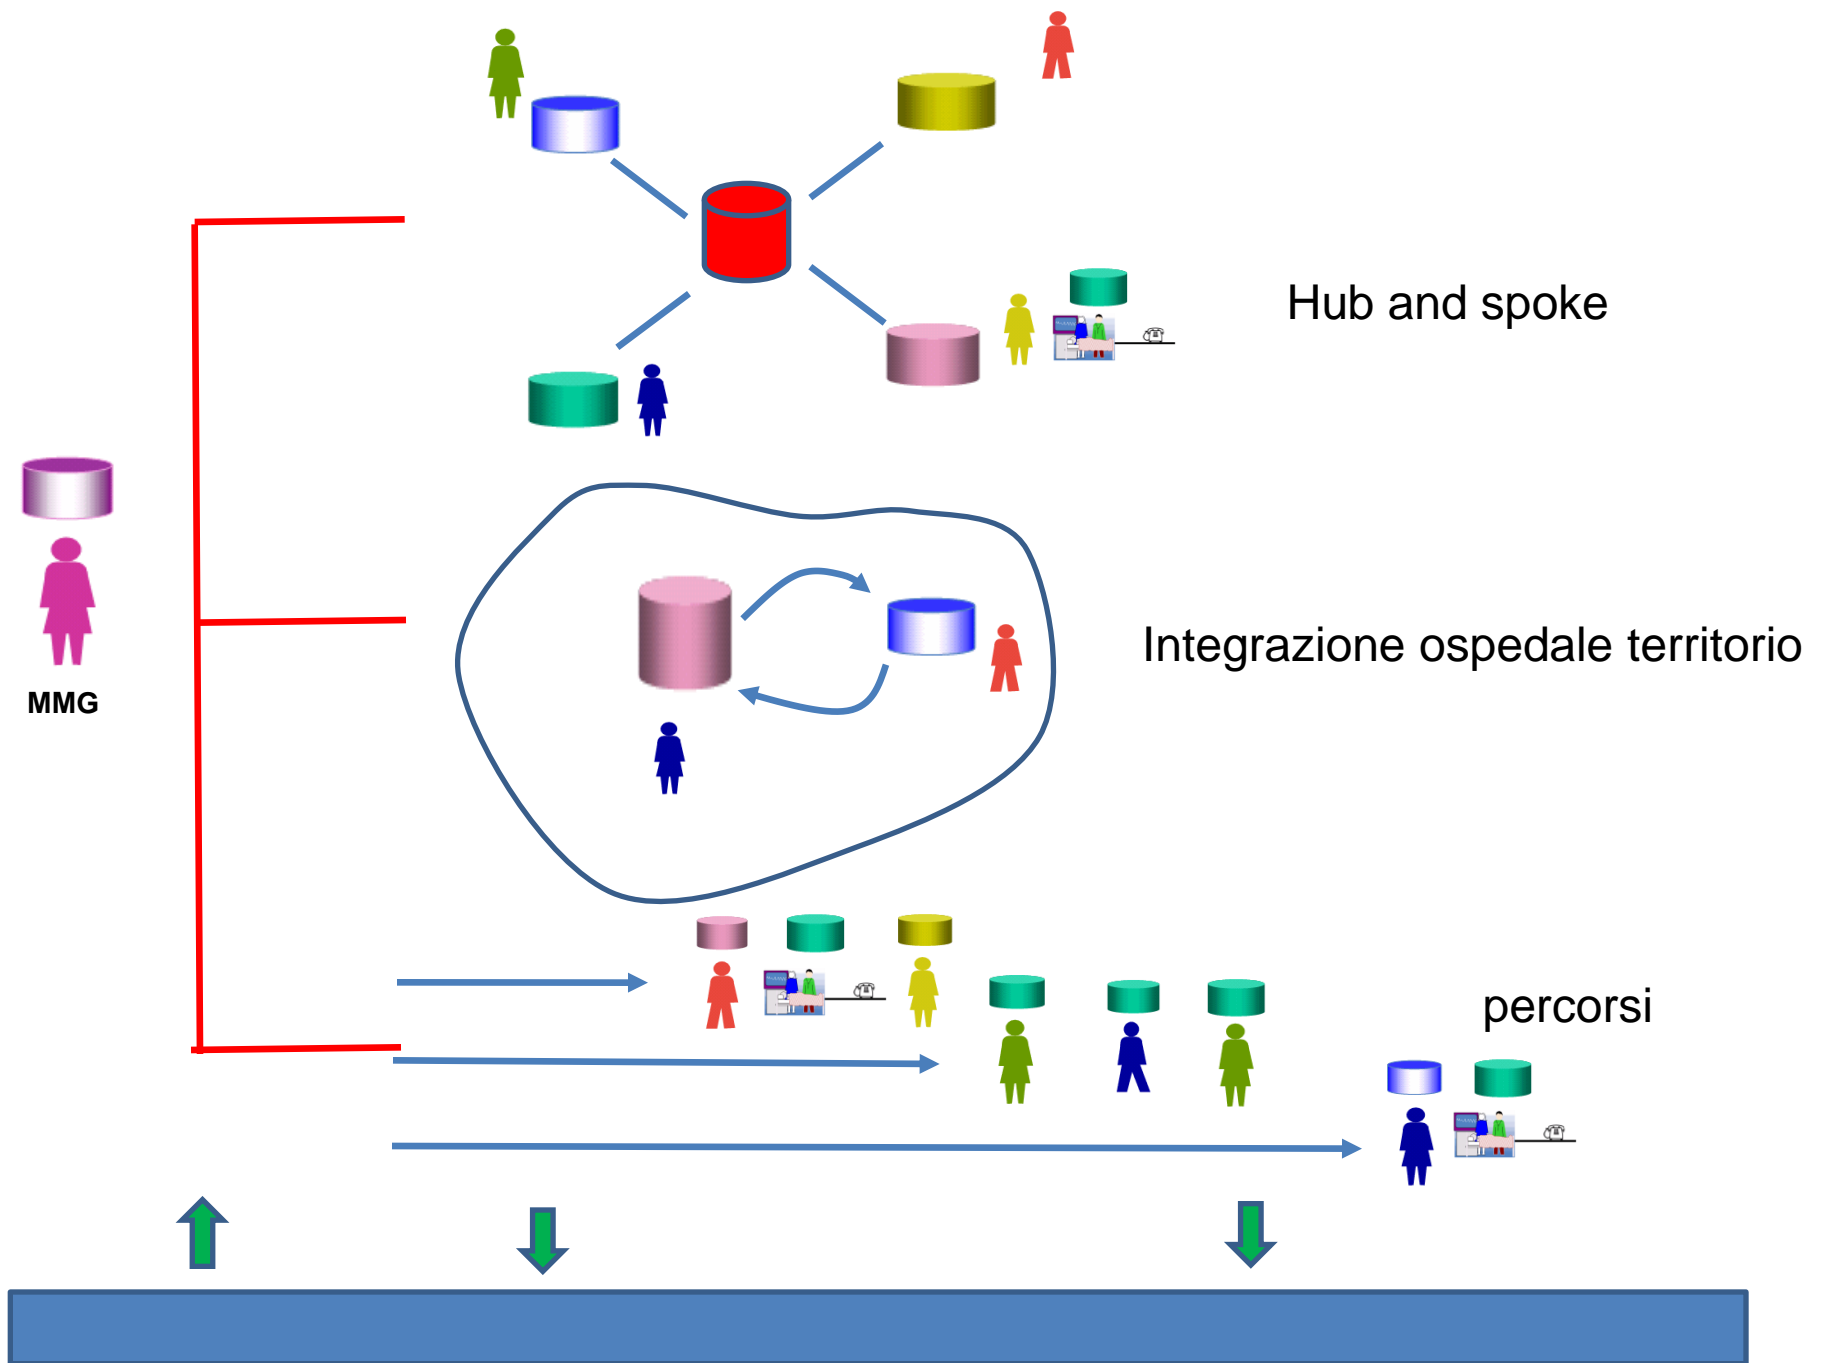 Hub and spoke
Integrazione ospedale territorio
MMG
percorsi